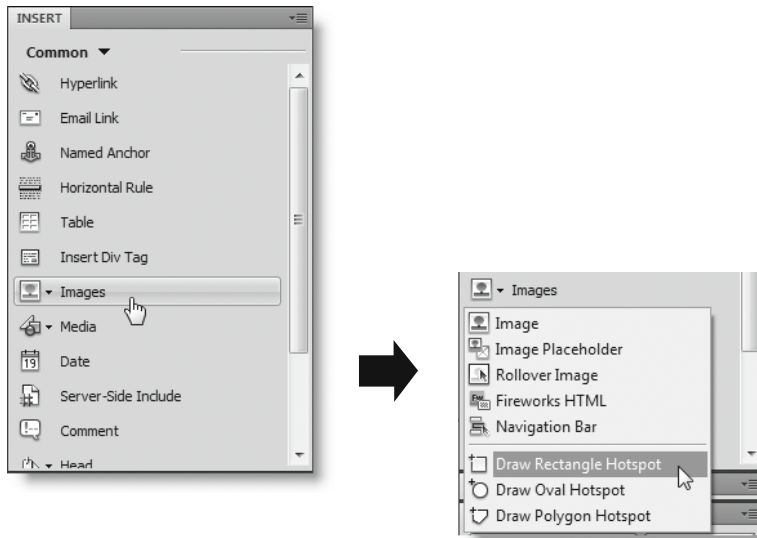 INSERT
Common
Hyperlink
Email Link
Named Anchor
Horizontal Rule
Table
Insert Div Tag
Images
Media
19
Date
Server-Side Include
Comment
Head
Images
Image
Image Placeholder
Rollover Image
Fireworks HTML
Navigation Bar
Draw Rectangle Hotspot
Draw Oval Hotspot
Draw Polygon Hotspot